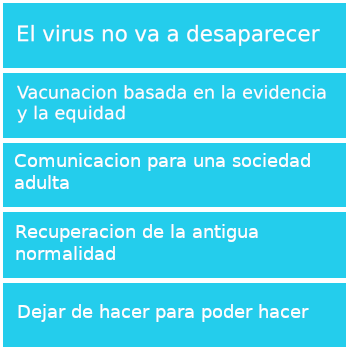 El virus no va a desaparecer
Vacunacion basada en la evidencia
y la equidad
Comunicacion para una sociedad
adulta
Recuperacion de la antigua
normalidad
Dejar de hacer para poder hacer